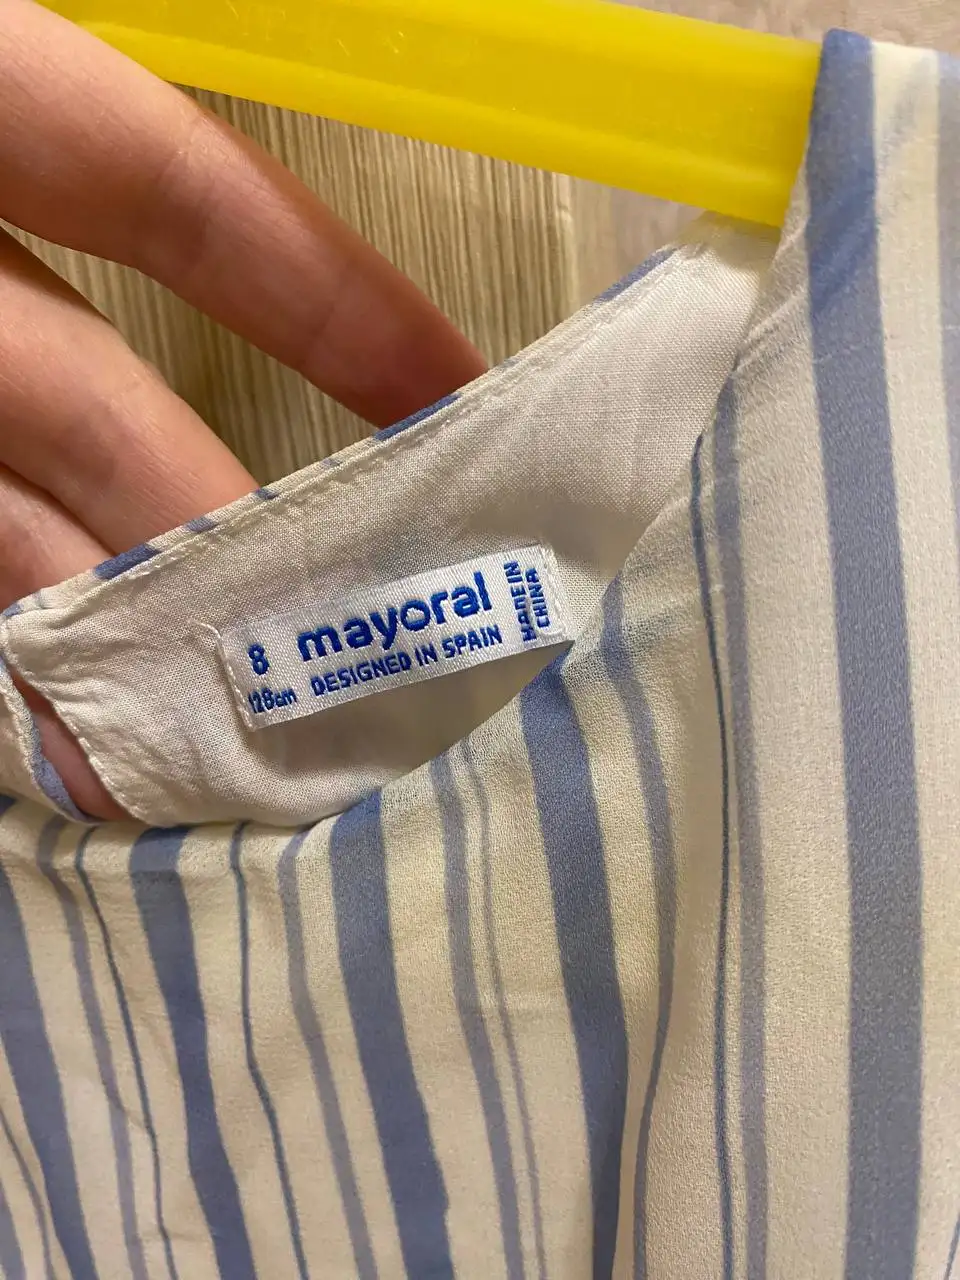 8
128cm
mayoral
DESIGNED IN SPAIN
MADE IN
CHINA